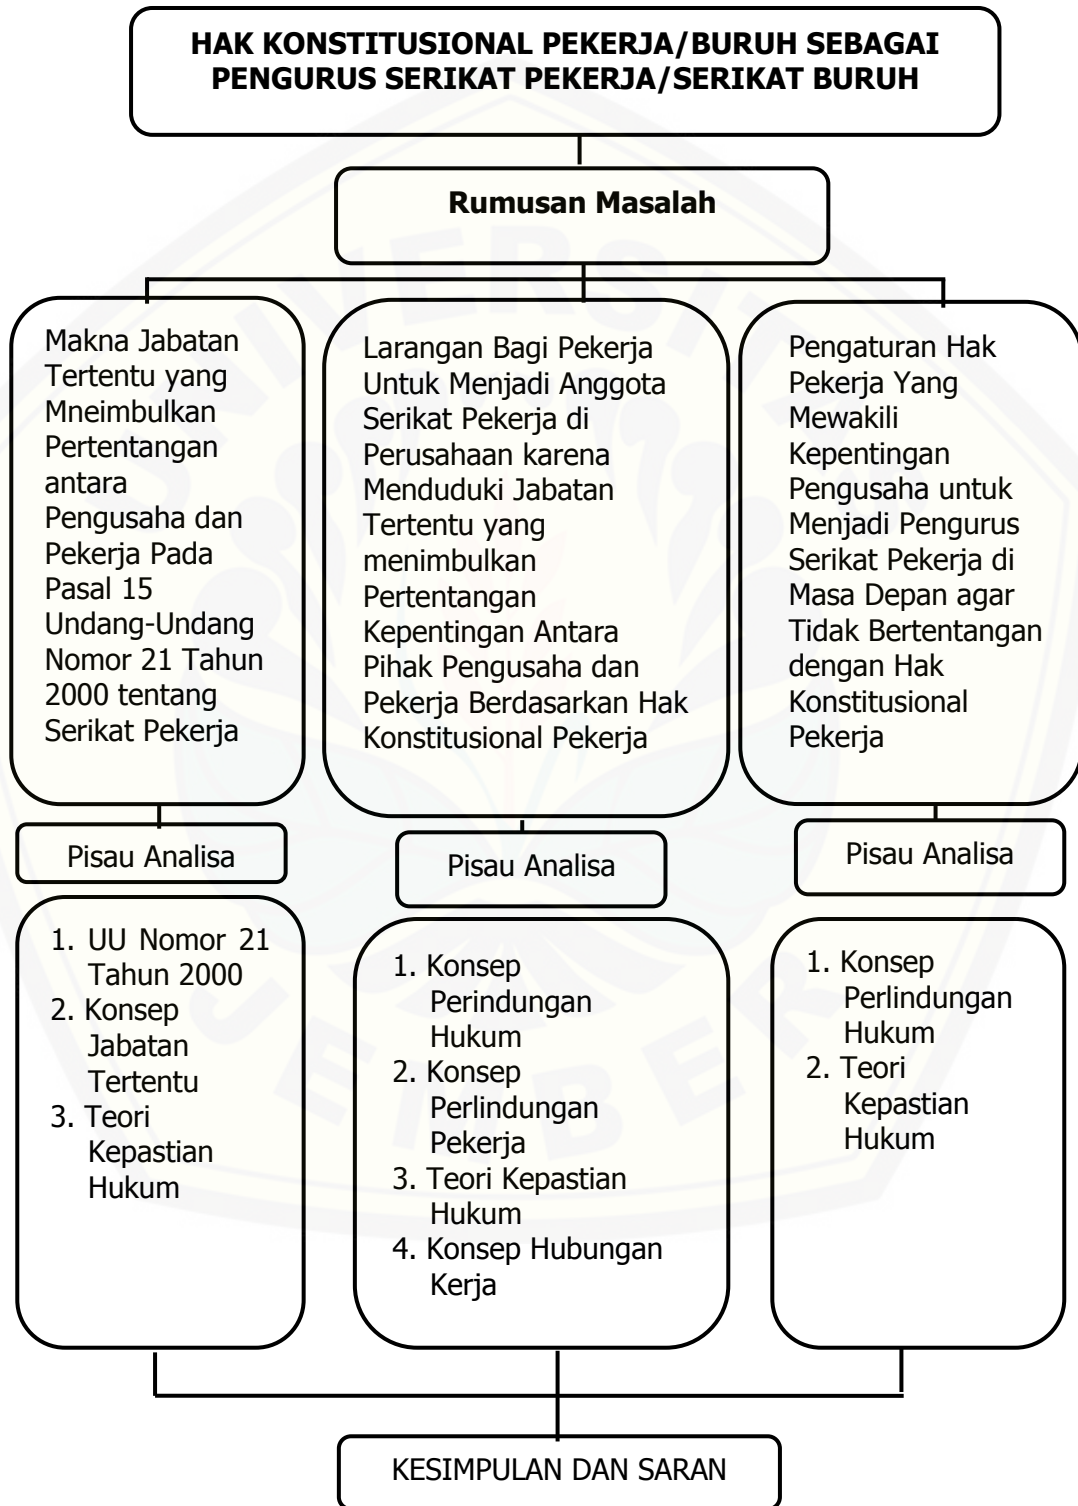 HAK KONSTITUSIONAL PEKERJA/BURUH SEBAGAI
PENGURUS SERIKAT PEKERJA/SERIKAT BURUH
Rumusan Masalah
Makna Jabatan
Tertentu yang
Mneimbulkan
Pertentangan
antara
Pengusaha dan
Pekerja Pada
Pasal 15
Undang-Undang
Nomor 21 Tahun
2000 tentang
Serikat Pekerja
Larangan Bagi Pekerja
Untuk Menjadi Anggota
Serikat Pekerja di
Perusahaan karena
Menduduki Jabatan
Tertentu yang
menimbulkan
Pertentangan
Kepentingan Antara
Pihak Pengusaha dan
Pekerja Berdasarkan Hak
Konstitusional Pekerja
Pengaturan Hak
Pekerja Yang
Mewakili
Kepentingan
Pengusaha untuk
Menjadi Pengurus
Serikat Pekerja di
Masa Depan agar
Tidak Bertentangan
dengan Hak
Konstitusional
Pekerja
Pisau Analisa
Pisau Analisa
Pisau Analisa
1. UU Nomor 21
Tahun 2000
2. Konsep
Jabatan
Tertentu
3. Teori
Kepastian
Hukum
1. Konsep
Perindungan
Hukum
2. Konsep
Perlindungan
Pekerja
3. Teori Kepastian
Hukum
4. Konsep Hubungan
Kerja
1. Konsep
Perlindungan
Hukum
2. Teori
Kepastian
Hukum
KESIMPULAN DAN SARAN
UNIVERSITAS
JEMBER